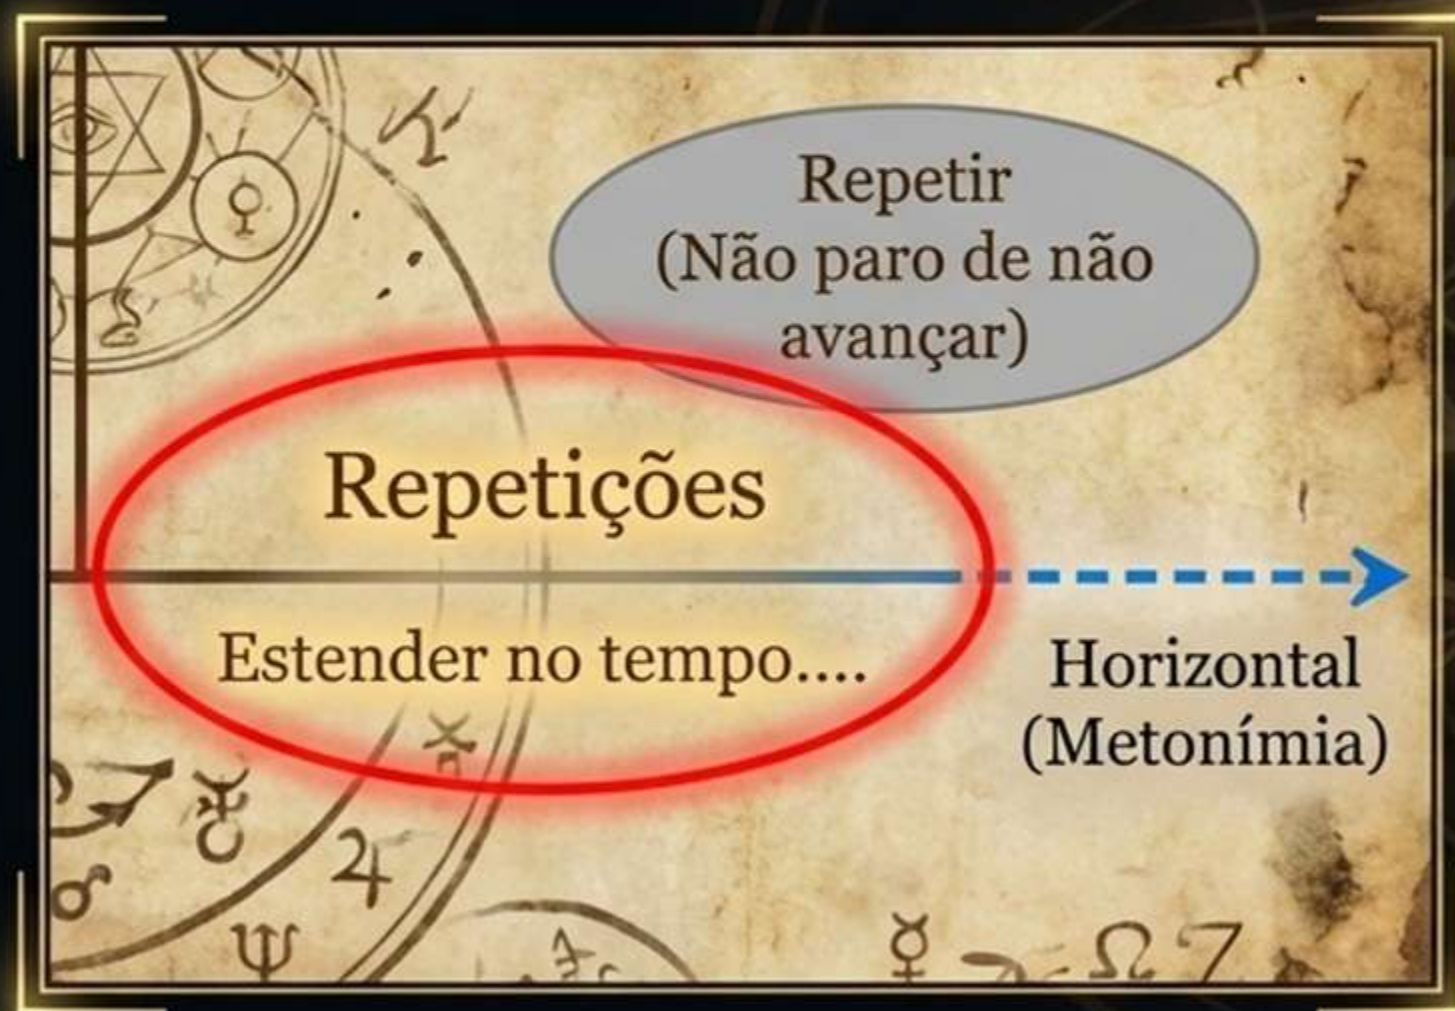 Repetir
(Não paro de não
avançar)
Repetições
Estender no tempo....
Horizontal
(Metonímia)